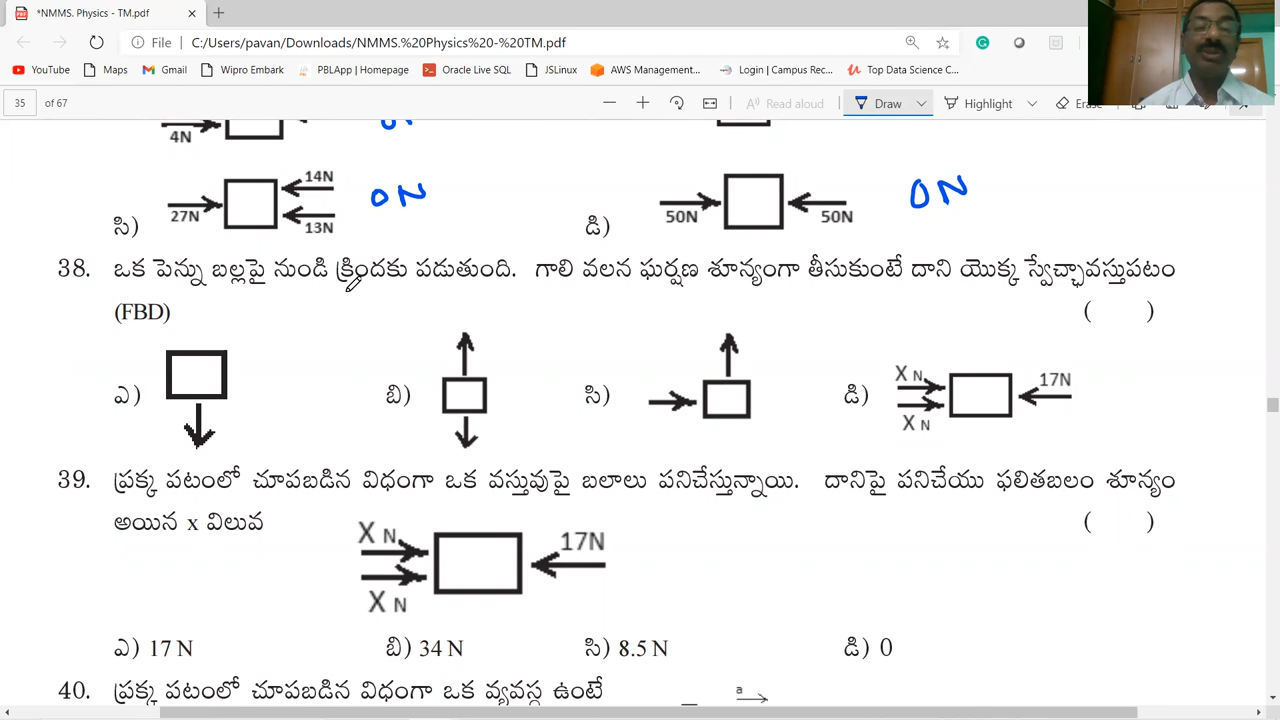 *NMMS. Physics - TM.pdf
File C:/Users/pavan/Downloads/NMMS.%20Physics%20-%20TM.pdf
YouTube Maps Gmail Wipro Embark PBLApp | Homepage Oracle Live SQL JSLinux AWS Management... Login | Campus Rec... Top Data Science C...
35 of 67 Read aloud Draw Highlight Erase
4N 0N
సి) 27N 14N 13N 0N డి) 50N 50N 0N
38. ఒక పెన్ను బల్లపై నుండి క్రిందకు పడుతుంది. గాలి వలన ఘర్షణ శూన్యంగా తీసుకుంటే దాని యొక్క స్వేచ్ఛావస్తుపటం
(FBD) ( )
ఎ) బి) సి) డి) X N X N 17N
39. ప్రక్క పటంలో చూపబడిన విధంగా ఒక వస్తువుపై బలాలు పనిచేస్తున్నాయి. దానిపై పనిచేయు ఫలితబలం శూన్యం
అయిన x విలువ ( )
X N 17N
X N
ఎ) 17 N బి) 34 N సి) 8.5 N డి) 0
40. ప్రక్క పటంలో చూపబడిన విధంగా ఒక వ్యవస్థ ఉంటే
a